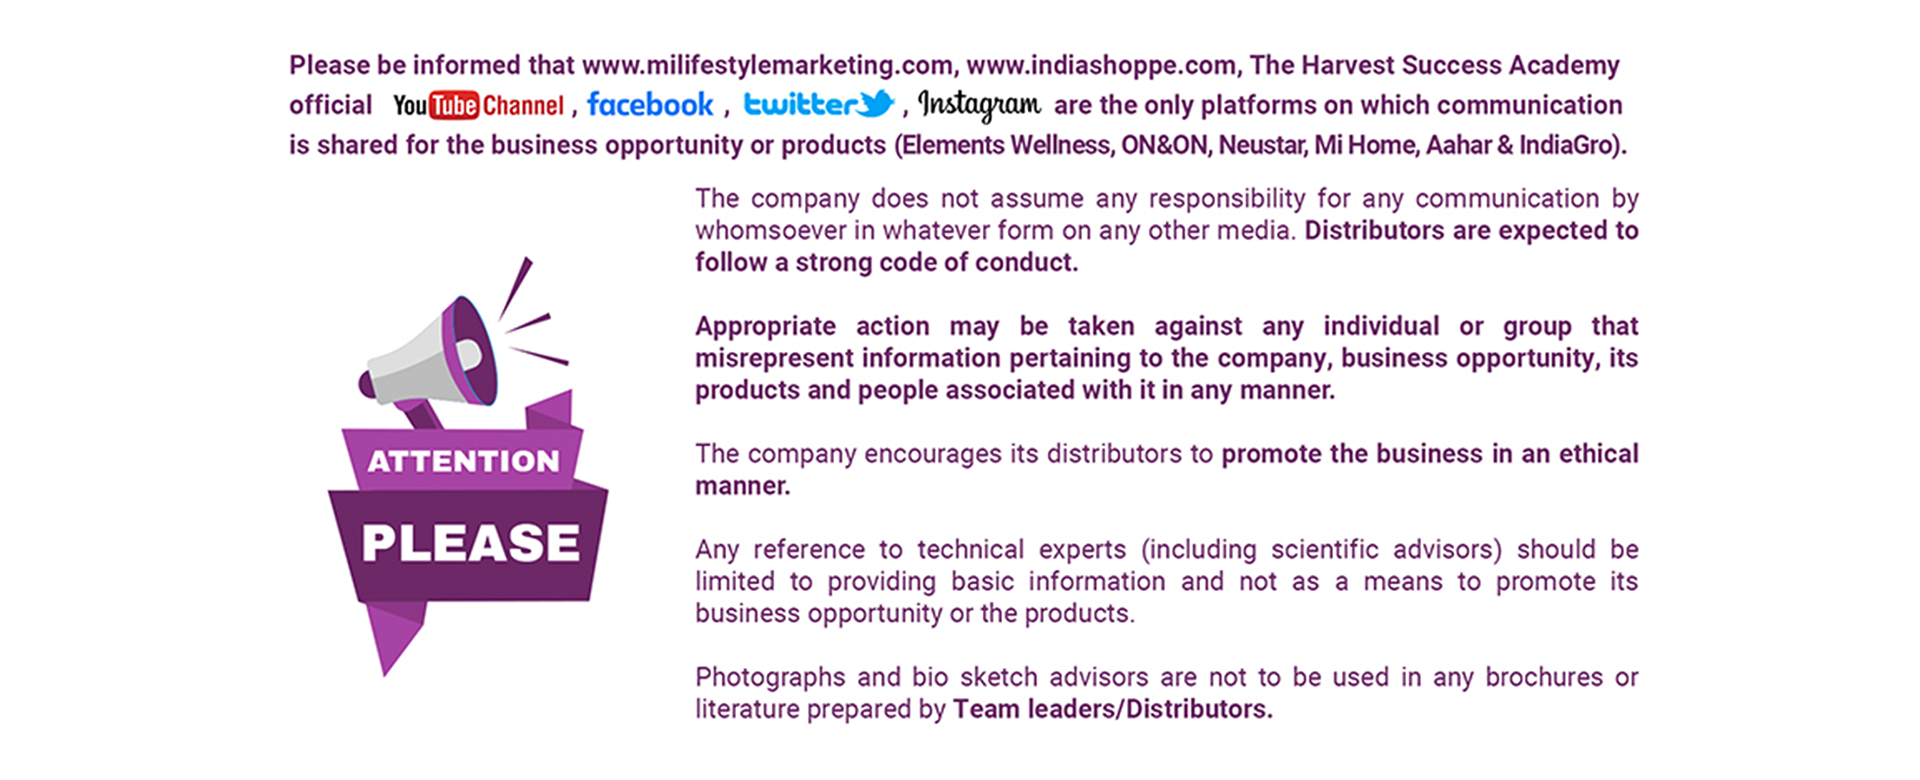 Please be informed that www.milifestylemarketing.com, www.indiashoppe.com, The Harvest Success Academy
official YouTube Channel , facebook , twitter , Instagram are the only platforms on which communication
is shared for the business opportunity or products (Elements Wellness, ON&ON, Neustar, Mi Home, Aahar & IndiaGro).
The company does not assume any responsibility for any communication by
whomsoever in whatever form on any other media. Distributors are expected to
follow a strong code of conduct.
Appropriate action may be taken against any individual or group that
misrepresent information pertaining to the company, business opportunity, its
products and people associated with it in any manner.
The company encourages its distributors to promote the business in an ethical
manner.
Any reference to technical experts (including scientific advisors) should be
limited to providing basic information and not as a means to promote its
business opportunity or the products.
Photographs and bio sketch advisors are not to be used in any brochures or
literature prepared by Team leaders/Distributors.
ATTENTION
PLEASE